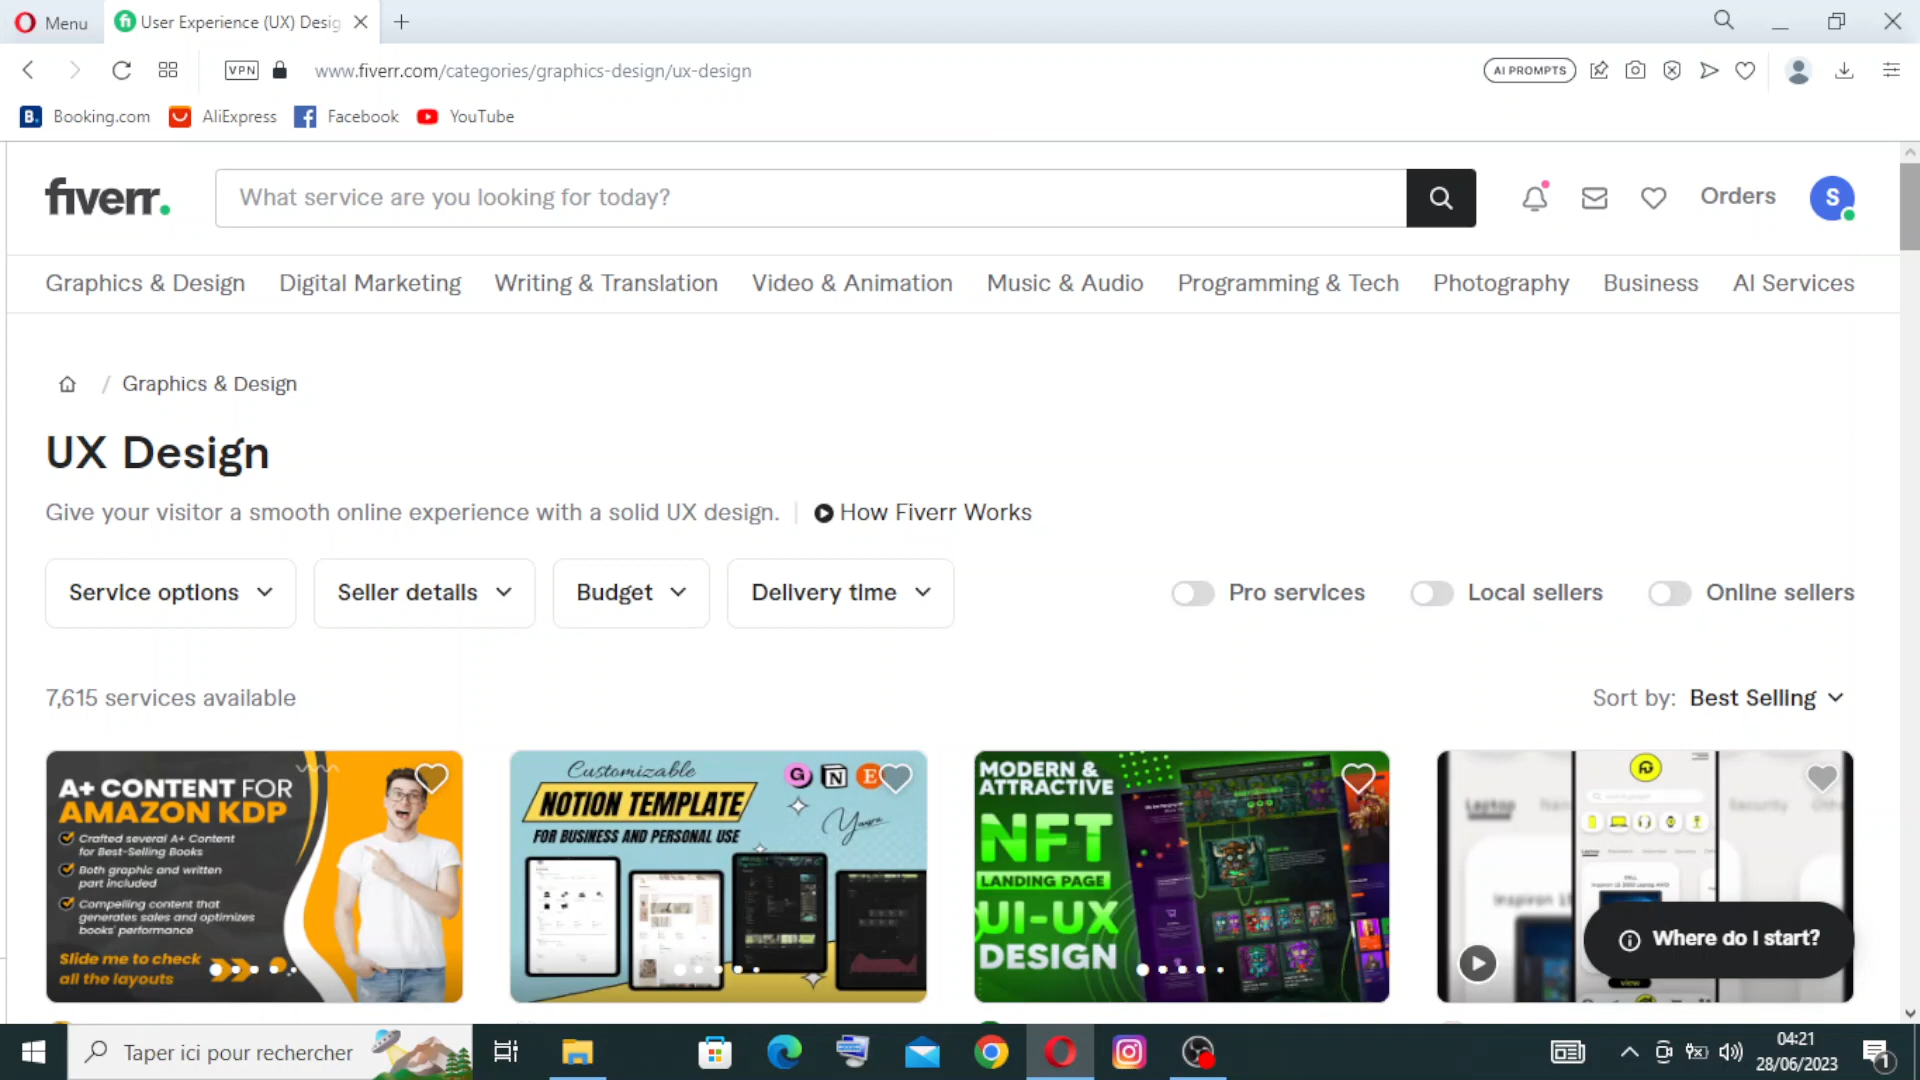 Menu
User Experience (UX) Desig
VPN
www.fiverr.com/categories/graphics-design/ux-design
AI PROMPTS
B.
Booking.com
AliExpress
Facebook
YouTube
fiverr.
What service are you looking for today?
Orders
S
Graphics & Design
Digital Marketing
Writing & Translation
Video & Animation
Music & Audio
Programming & Tech
Photography
Business
AI Services
/ Graphics & Design
UX Design
Give your visitor a smooth online experience with a solid UX design.
How Fiverr Works
Service options
Seller details
Budget
Delivery time
Pro services
Local sellers
Online sellers
7,615 services available
Sort by: Best Selling
A+ CONTENT FOR
AMAZON KDP
Crafted several A+ Content
for Best-Selling Books
Both graphic and written
part included
Compelling content that
generates sales and optimizes
books' performance
Slide me to check
all the layouts
Customizable
NOTION TEMPLATE
FOR BUSINESS AND PERSONAL USE
G
N
E
MODERN &
ATTRACTIVE
NFT
LANDING PAGE
UI-UX
DESIGN
Laptop
Security
VIEW
Where do I start?
Taper ici pour rechercher
04:21
28/06/2023
1